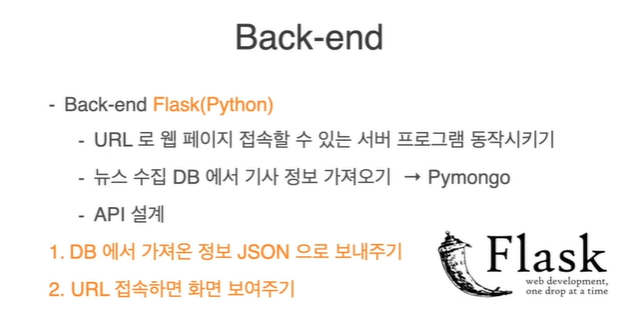 Back-end
- Back-end Flask(Python)
- URL 로 웹 페이지 접속할 수 있는 서버 프로그램 동작시키기
- 뉴스 수집 DB 에서 기사 정보 가져오기 → Pymongo
- API 설계
1. DB 에서 가져온 정보 JSON 으로 보내주기
2. URL 접속하면 화면 보여주기
Flask
web development,
one drop at a time